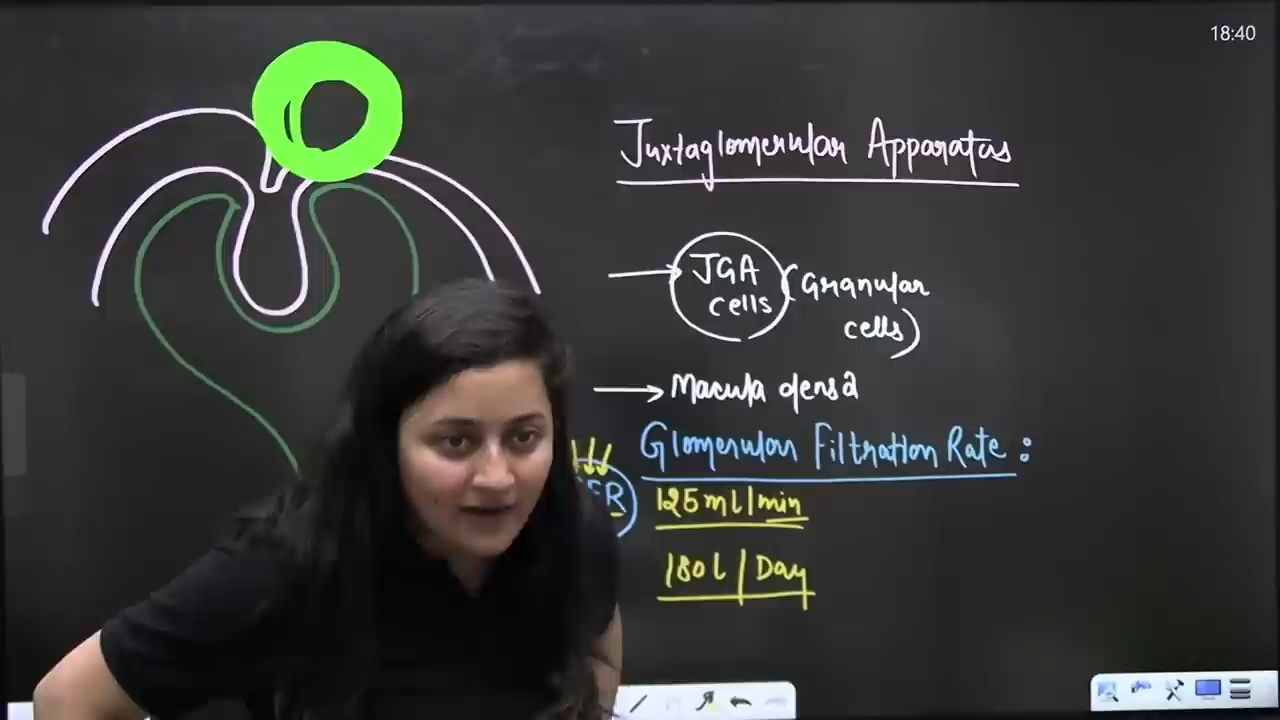 18:40
Juxtaglomerular Apparatus
→ JGA cells (Granular cells)
→ Macula densa
Glomerular Filtration Rate :
125ml/min
180l/Day